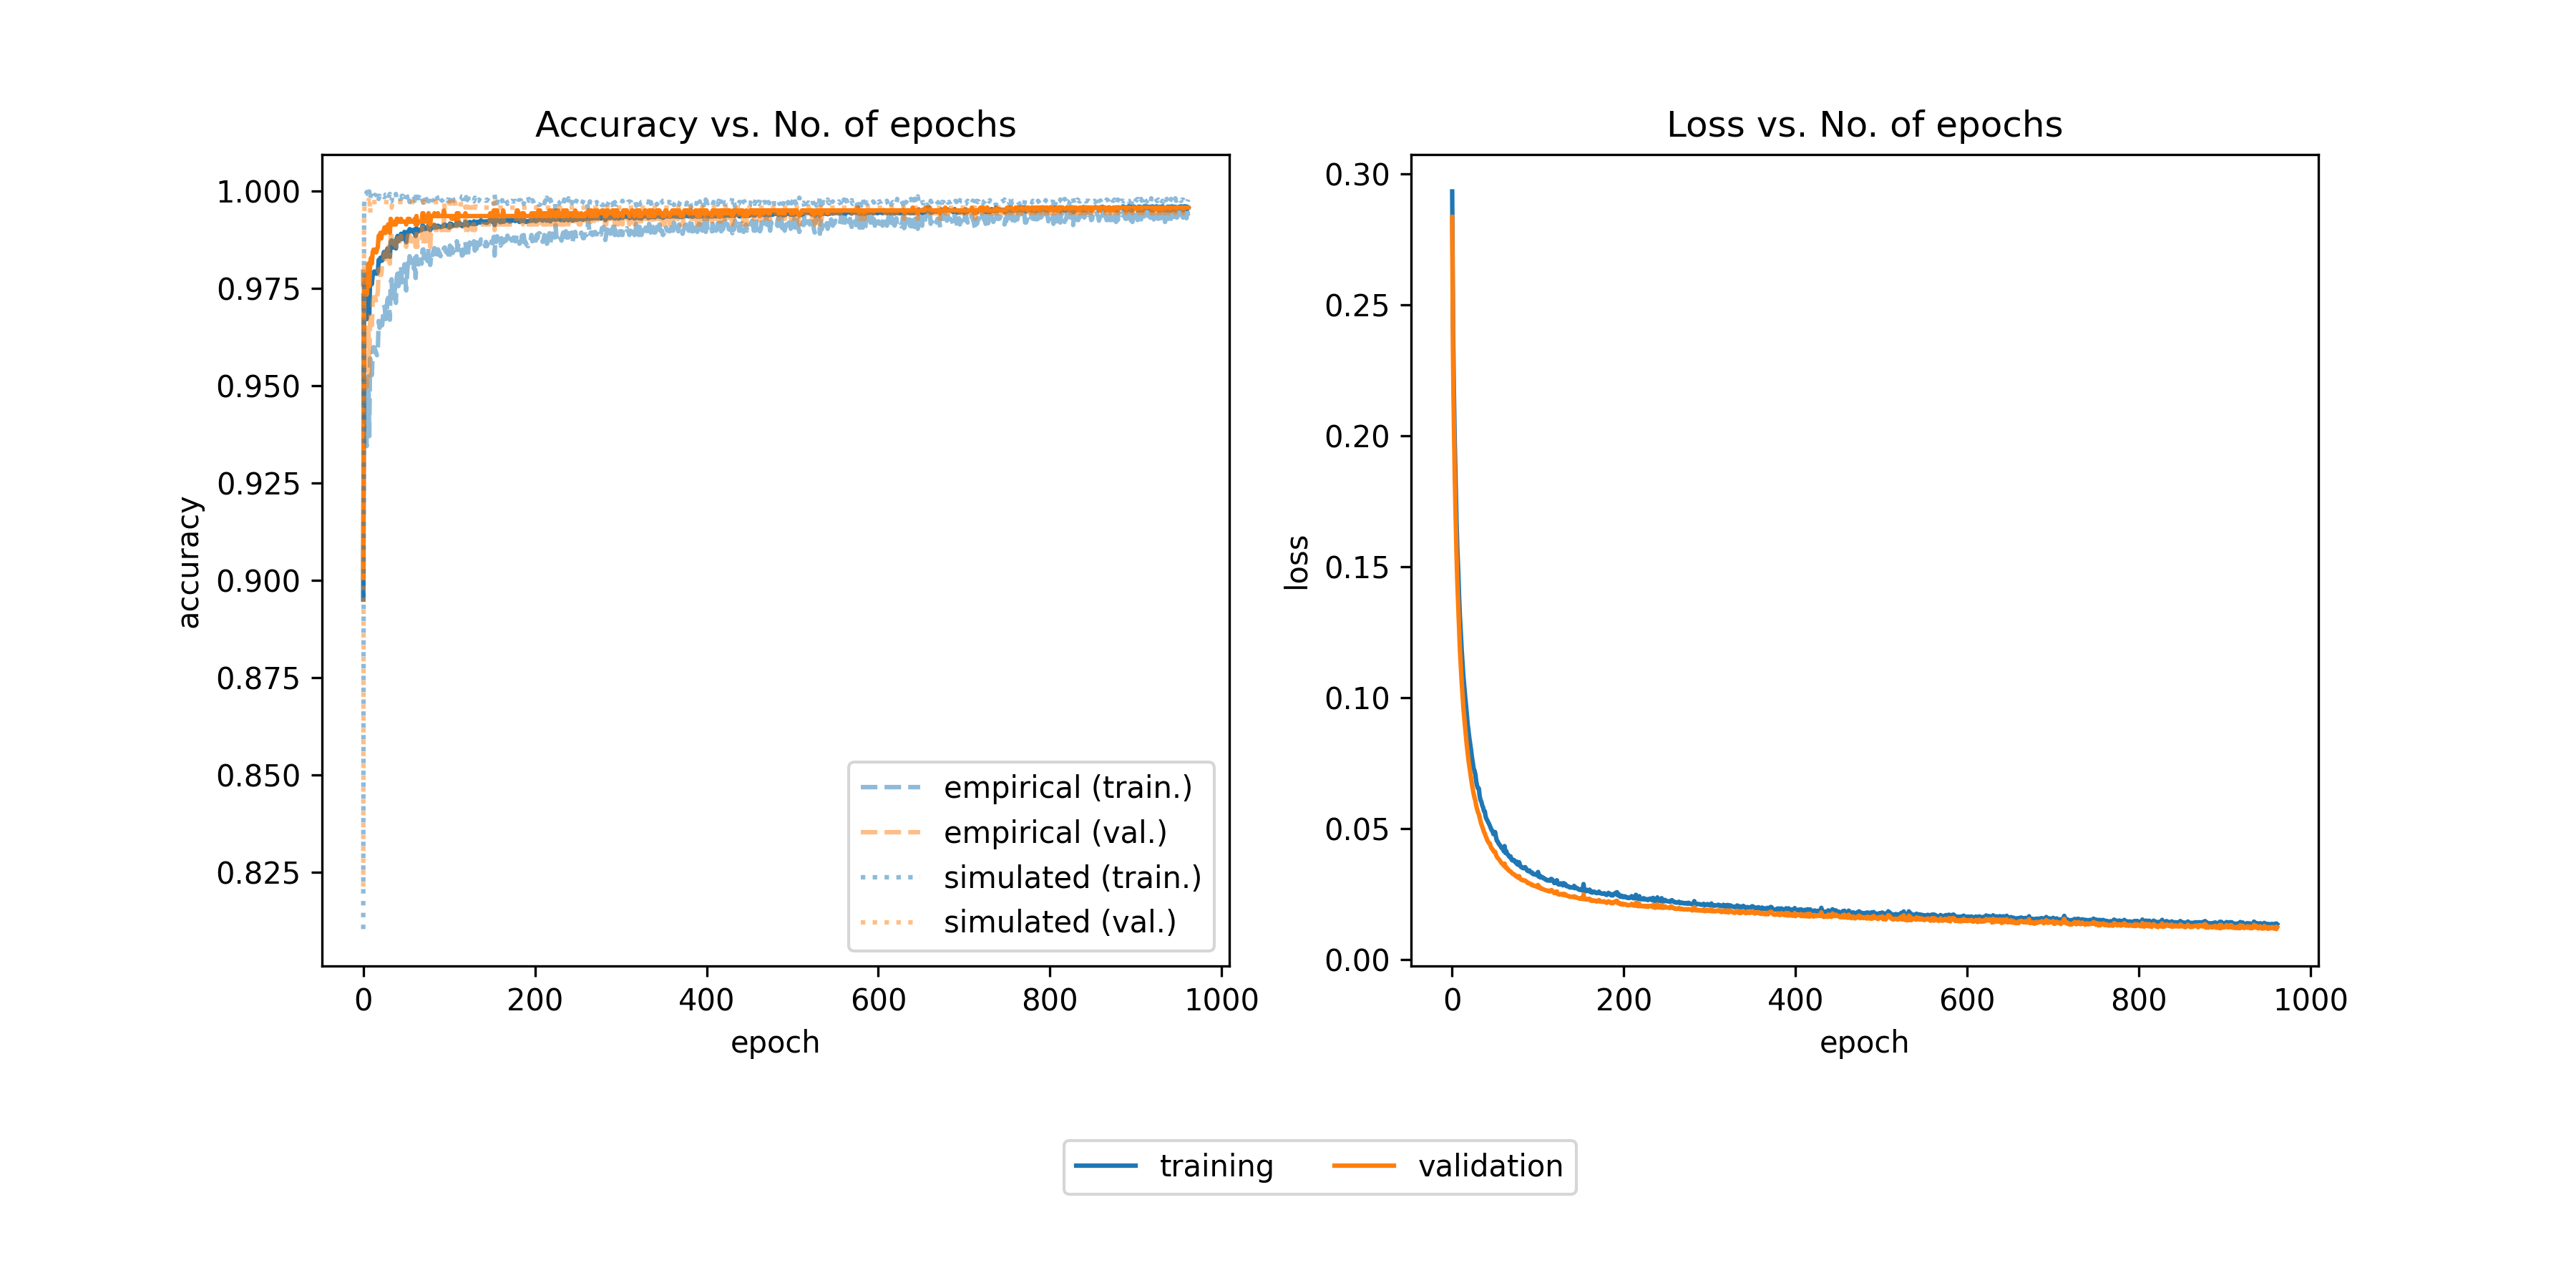 Accuracy vs. No. of epochs
1.000
0.975
0.950
0.925
0.900
0.875
0.850
0.825
accuracy
0 200 400 600 800 1000
epoch
empirical (train.)
empirical (val.)
simulated (train.)
simulated (val.)
Loss vs. No. of epochs
0.30
0.25
0.20
0.15
0.10
0.05
0.00
loss
0 200 400 600 800 1000
epoch
training validation